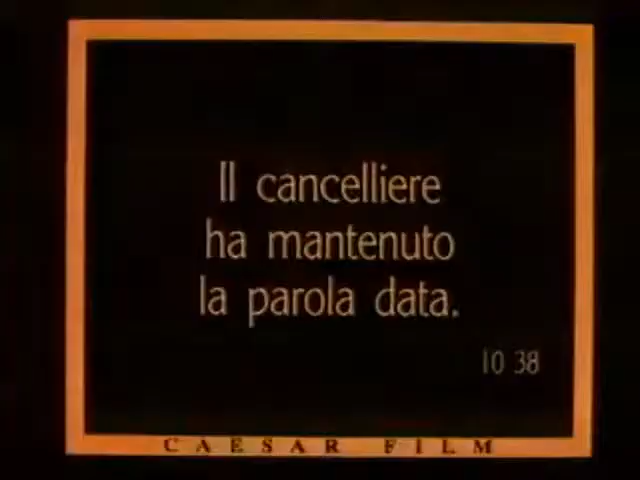 Il cancelliere
ha mantenuto
la parola data.
10 38
CAESAR FILM